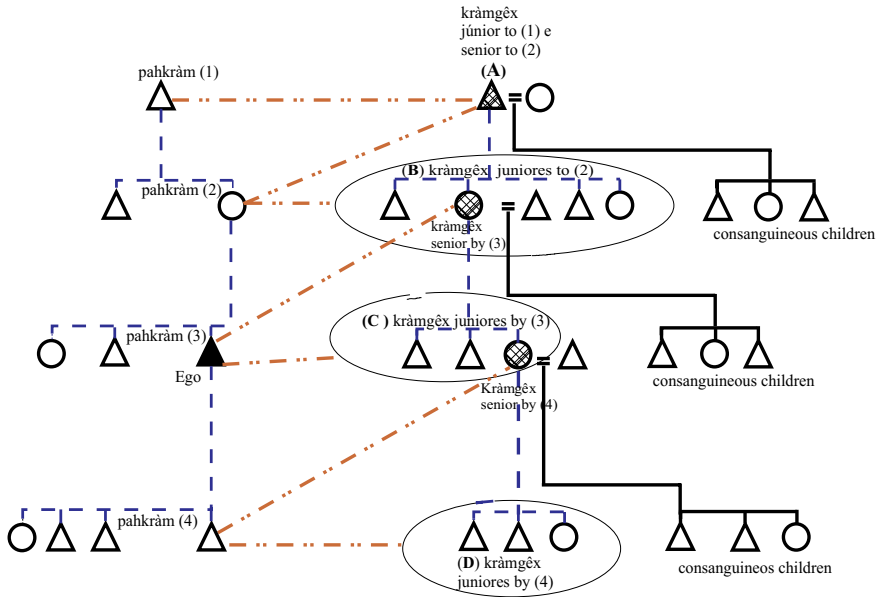 kràmgêx
júnior to (1) e
senior to (2)
(A)
pahkràm (1)
pahkràm (2)
(B) kràmgêx juniores to (2)
kràmgêx
senior by (3)
consanguineous children
pahkràm (3)
Ego
(C ) kràmgêx juniores by (3)
Kràmgêx
senior by (4)
consanguineous children
pahkràm (4)
(D) kràmgêx
juniores by (4)
consanguineos children